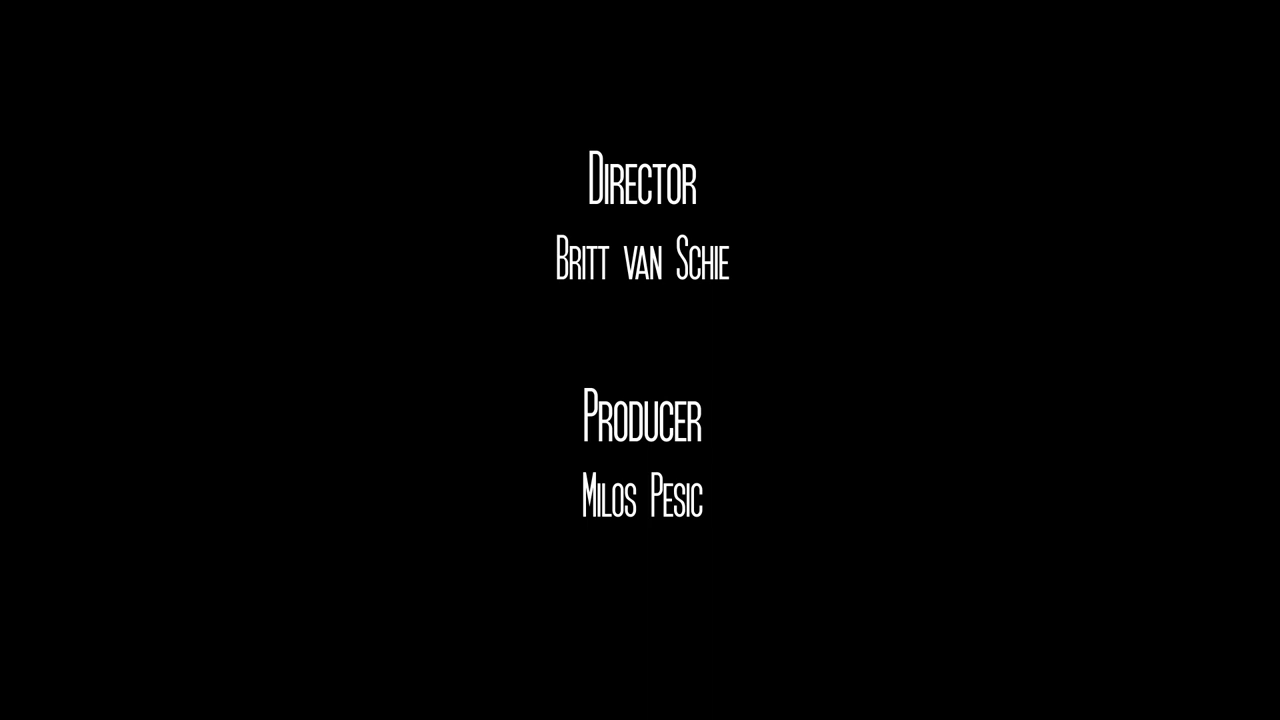 Director
Britt van Schie
Producer
Milos Pesic